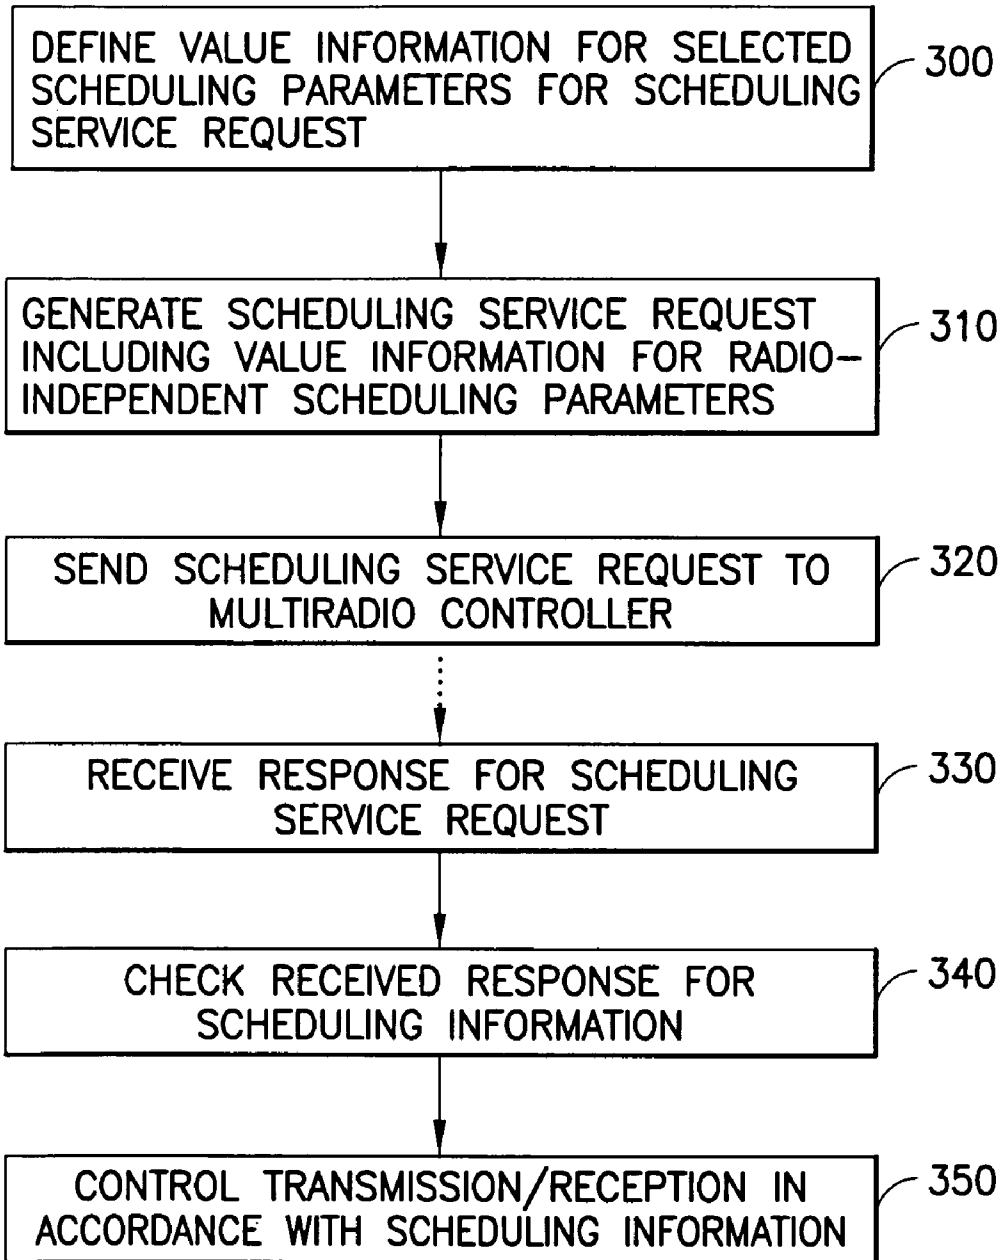 DEFINE VALUE INFORMATION FOR SELECTED
SCHEDULING PARAMETERS FOR SCHEDULING
SERVICE REQUEST
300
GENERATE SCHEDULING SERVICE REQUEST
INCLUDING VALUE INFORMATION FOR RADIO-
INDEPENDENT SCHEDULING PARAMETERS
310
SEND SCHEDULING SERVICE REQUEST TO
MULTIRADIO CONTROLLER
320
RECEIVE RESPONSE FOR SCHEDULING
SERVICE REQUEST
330
CHECK RECEIVED RESPONSE FOR
SCHEDULING INFORMATION
340
CONTROL TRANSMISSION/RECEPTION IN
ACCORDANCE WITH SCHEDULING INFORMATION
350